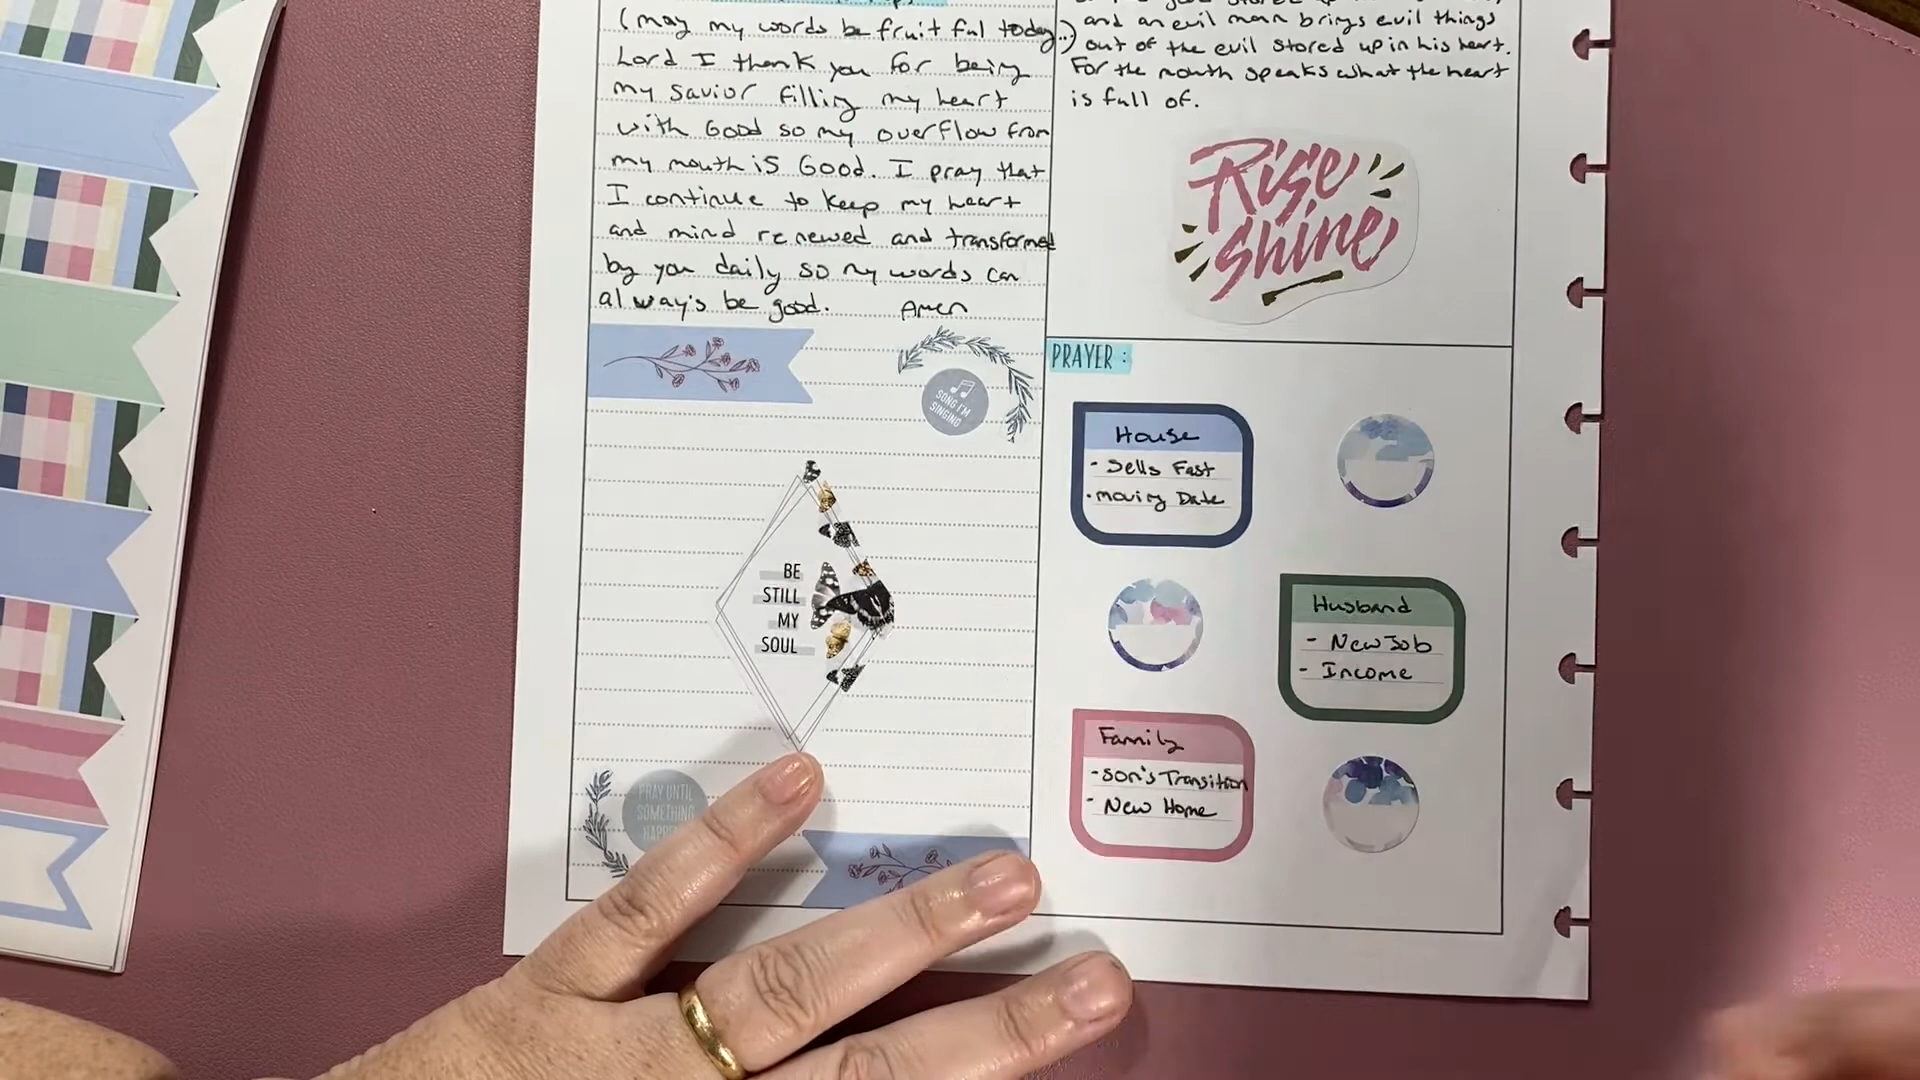 (may my words be fruit ful today..)
Lord I thank you for being
my savior filling my heart
with Good so my overflow from
my mouth is Good. I pray that
I continue to keep my heart
and mind renewed and transformed
by you daily so my words can
always be good. Amen
SONG I'M
SINGING
BE
STILL
MY
SOUL
PRAY UNTIL
SOMETHING
and an evil man brings evil things
out of the evil stored up in his heart.
For the mouth speaks what the heart
is full of.
Rise
Shine
PRAYER :
House
- Sells Fast
- moving Date
Husband
- New Job
- Income
Family
- Son's Transition
- New Home